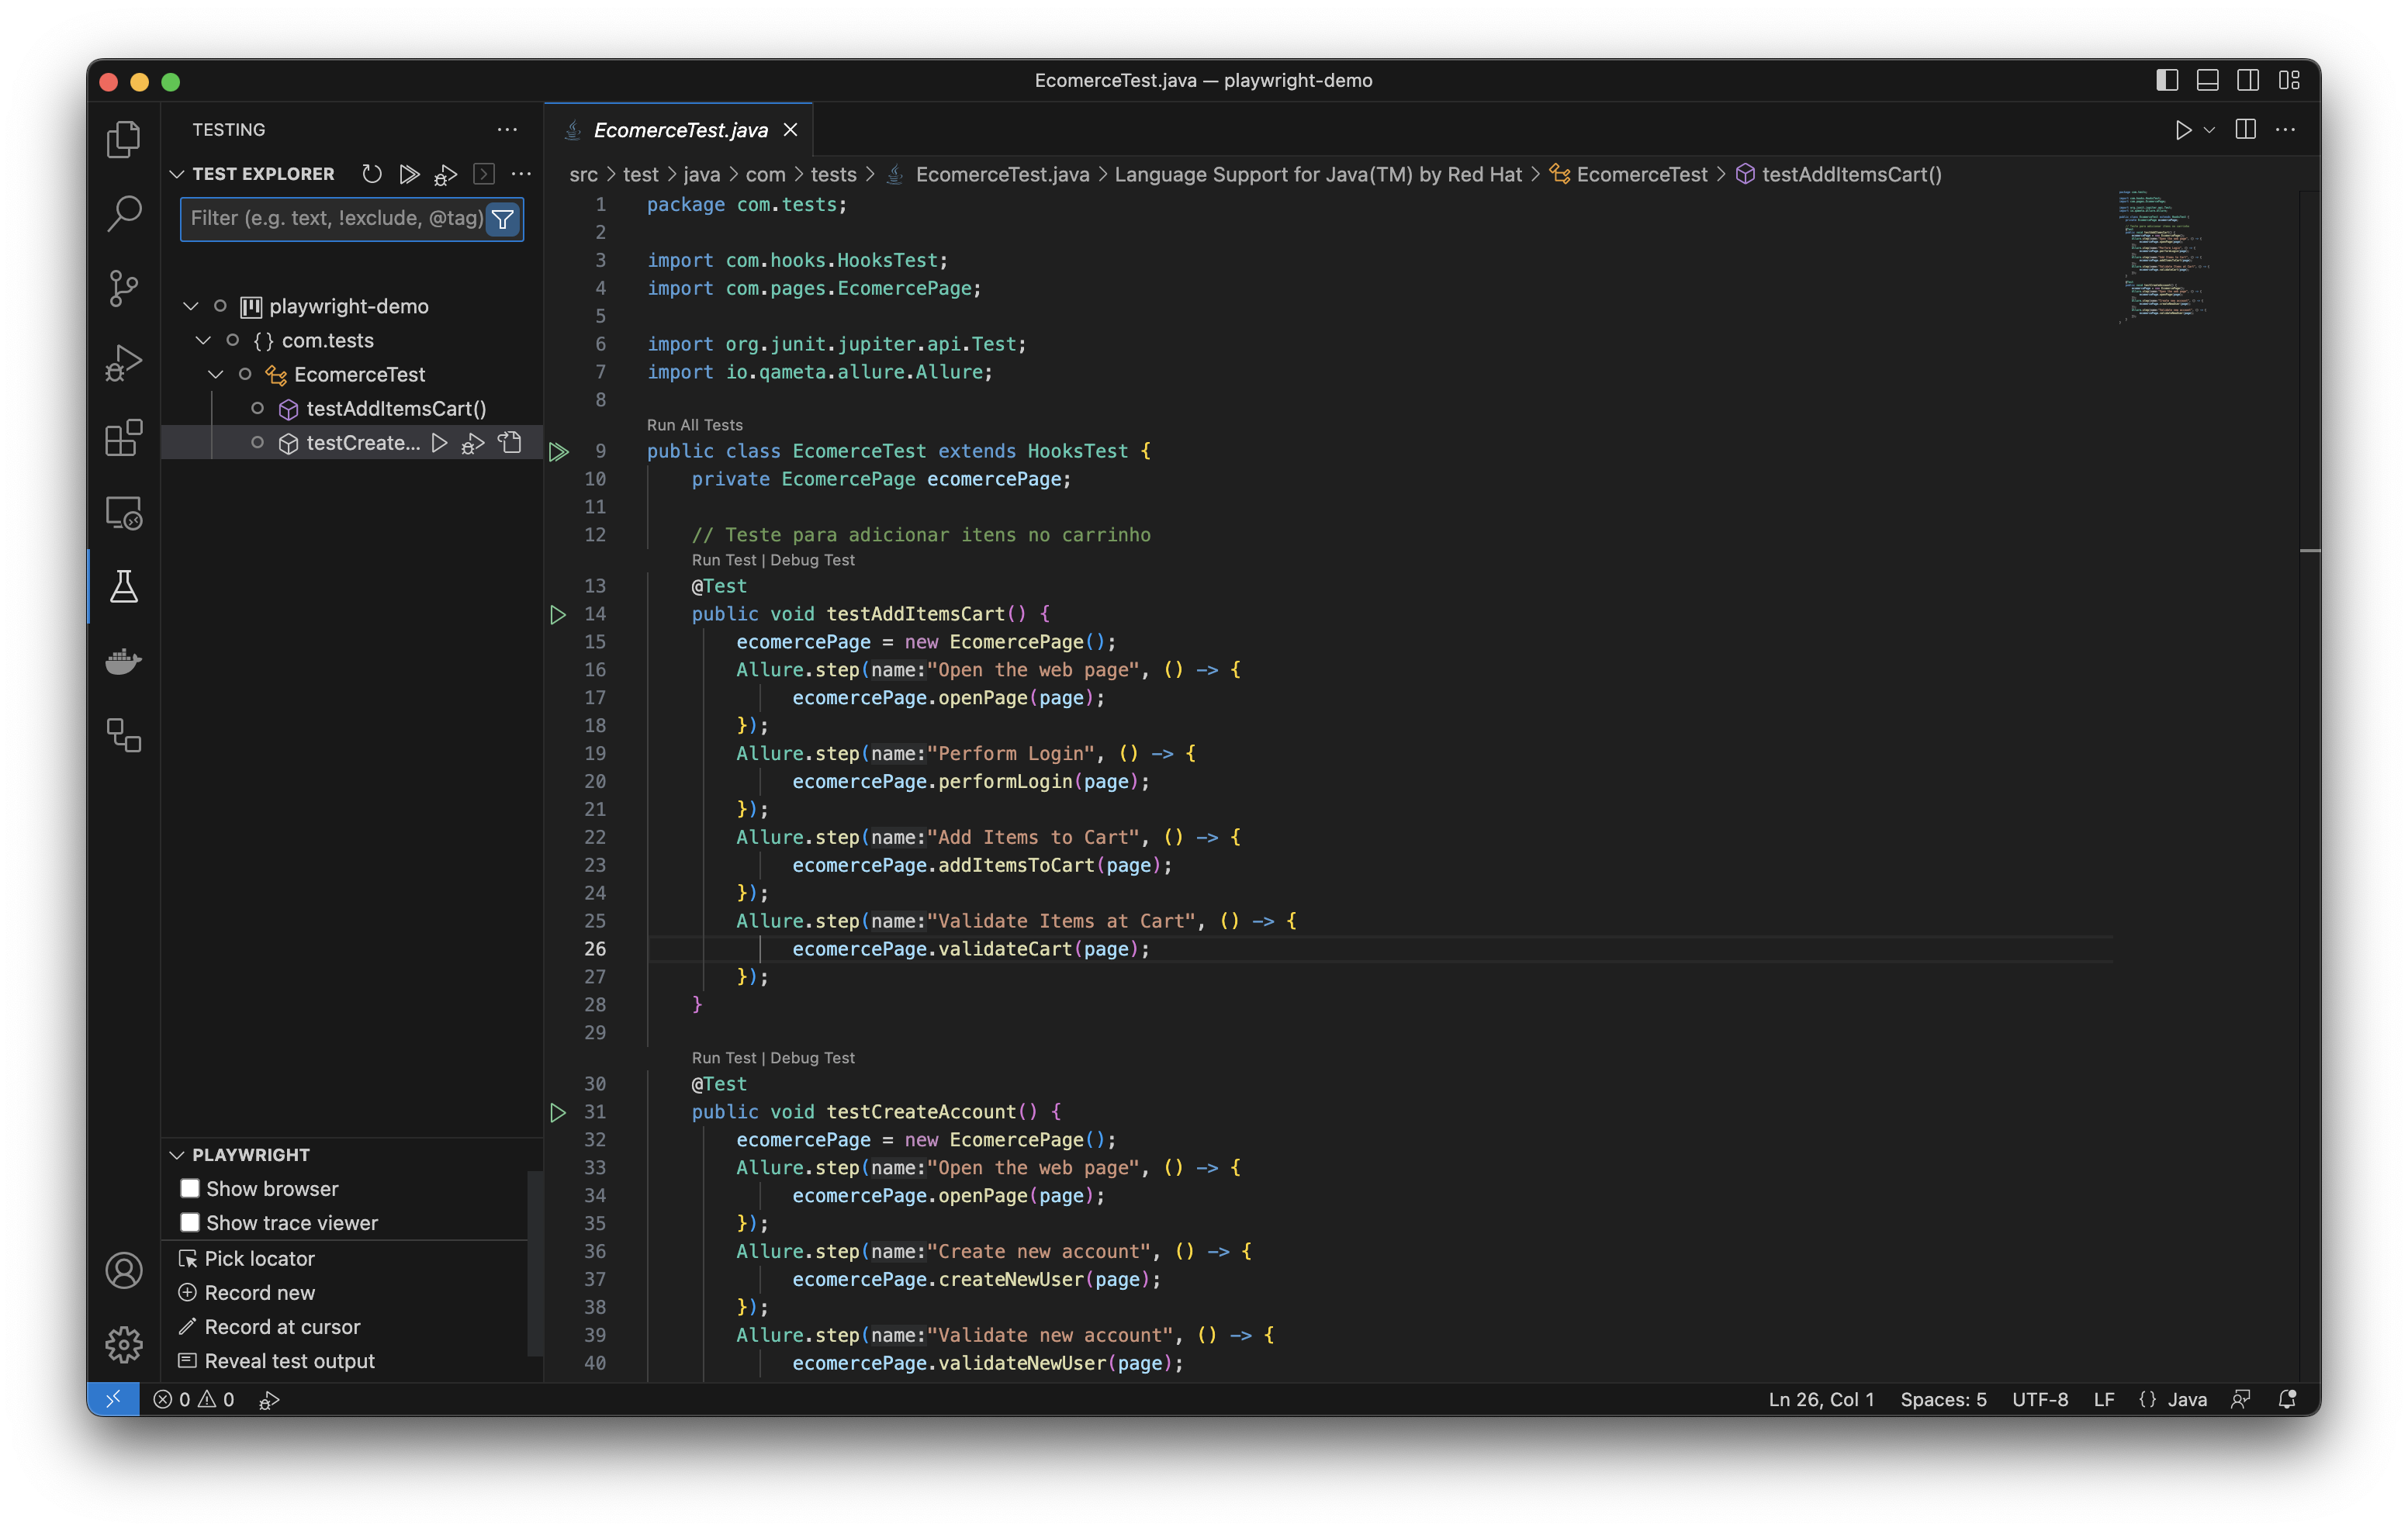 EcomerceTest.java — playwright-demo
TESTING
TEST EXPLORER
Filter (e.g. text, !exclude, @tag)
playwright-demo
{} com.tests
EcomerceTest
testAddItemsCart()
testCreate...
PLAYWRIGHT
Show browser
Show trace viewer
Pick locator
Record new
Record at cursor
Reveal test output
EcomerceTest.java
src > test > java > com > tests > EcomerceTest.java > Language Support for Java(TM) by Red Hat > EcomerceTest > testAddItemsCart()
1 package com.tests;
2
3 import com.hooks.HooksTest;
4 import com.pages.EcomercePage;
5
6 import org.junit.jupiter.api.Test;
7 import io.qameta.allure.Allure;
8
Run All Tests
9 public class EcomerceTest extends HooksTest {
10 private EcomercePage ecomercePage;
11
12 // Teste para adicionar itens no carrinho
Run Test | Debug Test
13 @Test
14 public void testAddItemsCart() {
15 ecomercePage = new EcomercePage();
16 Allure.step(name:"Open the web page", () -> {
17 ecomercePage.openPage(page);
18 });
19 Allure.step(name:"Perform Login", () -> {
20 ecomercePage.performLogin(page);
21 });
22 Allure.step(name:"Add Items to Cart", () -> {
23 ecomercePage.addItemsToCart(page);
24 });
25 Allure.step(name:"Validate Items at Cart", () -> {
26 ecomercePage.validateCart(page);
27 });
28 }
29
Run Test | Debug Test
30 @Test
31 public void testCreateAccount() {
32 ecomercePage = new EcomercePage();
33 Allure.step(name:"Open the web page", () -> {
34 ecomercePage.openPage(page);
35 });
36 Allure.step(name:"Create new account", () -> {
37 ecomercePage.createNewUser(page);
38 });
39 Allure.step(name:"Validate new account", () -> {
40 ecomercePage.validateNewUser(page);
0 0
Ln 26, Col 1 Spaces: 5 UTF-8 LF {} Java